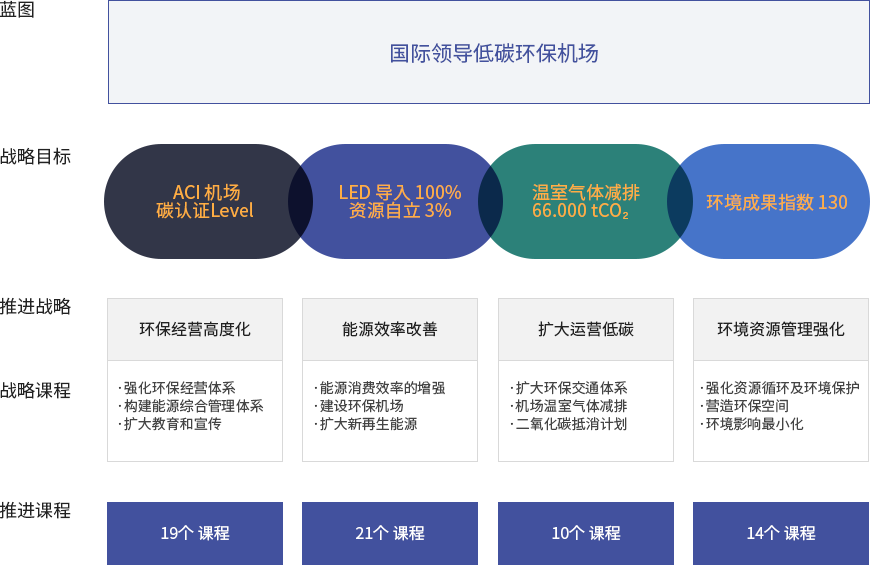 蓝图
国际领导低碳环保机场
战略目标
ACI 机场
碳认证Level
LED 导入 100%
资源自立 3%
温室气体减排
66.000 tCO₂
环境成果指数 130
推进战略
环保经营高度化
能源效率改善
扩大运营低碳
环境资源管理强化
战略课程
·强化环保经营体系
·构建能源综合管理体系
·扩大教育和宣传
·能源消费效率的增强
·建设环保机场
·扩大新再生能源
·扩大环保交通体系
·机场温室气体减排
·二氧化碳抵消计划
·强化资源循环及环境保护
·营造环保空间
·环境影响最小化
推进课程
19个 课程
21个 课程
10个 课程
14个 课程